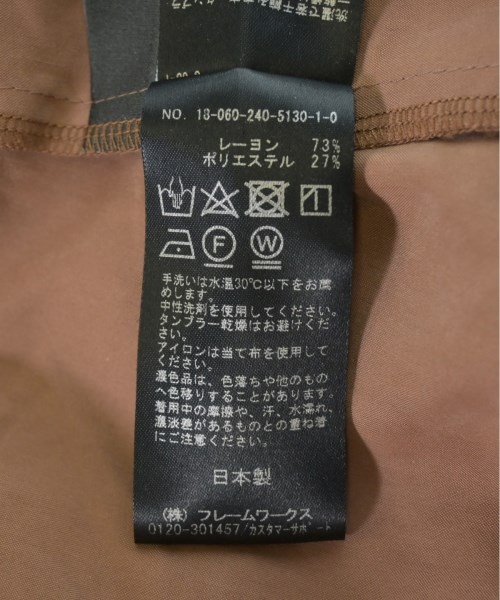 NO. 18-060-240-5130-1-0
レーヨン 73%
ポリエステル 27%
F W
手洗いは水温30℃以下をお薦
めします。
中性洗剤を使用してください。
タンブラー乾燥はお避けくだ
さい。
アイロンは当て布を使用して
ください。
濃色品は、色落ちや他のもの
へ色移りすることがあります。
着用中の摩擦や、汗、水濡れ、
濃淡差があるものとの重ね着
にご注意ください。
日本製
(株) フレームワークス
0120-301457/カスタマーサポート